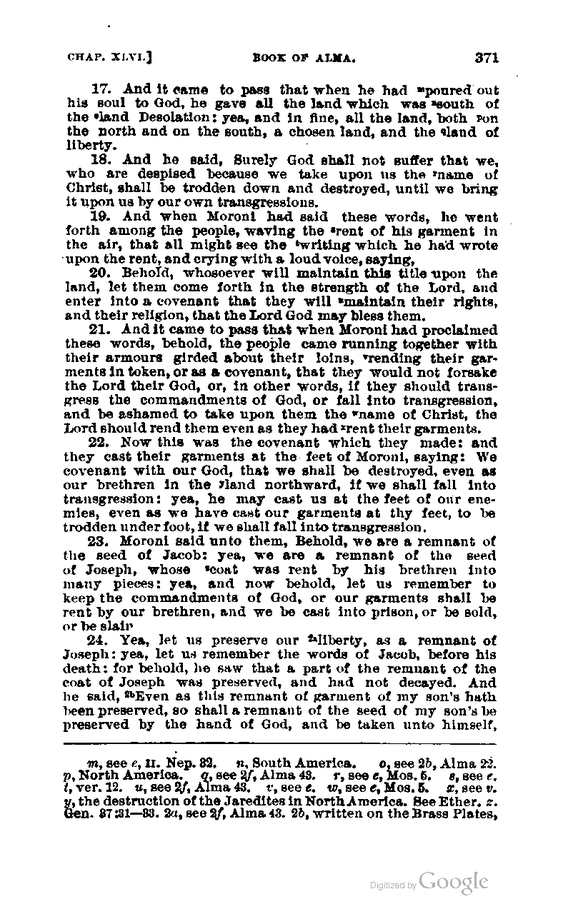 CHAP. XLVI.] BOOK OF ALMA. 371
17. And it came to pass that when he had ᵐpoured out
his soul to God, he gave all the land which was ⁿsouth of
the ᵒland Desolation: yea, and in fine, all the land, both ᵖon
the north and on the south, a chosen land, and the qland of
liberty.
18. And he said, Surely God shall not suffer that we,
who are despised because we take upon us the ʳname of
Christ, shall be trodden down and destroyed, until we bring
it upon us by our own transgressions.
19. And when Moroni had said these words, he went
forth among the people, waving the ˢrent of his garment in
the air, that all might see the ᵗwriting which he had wrote
upon the rent, and crying with a loud voice, saying,
20. Behold, whosoever will maintain this title upon the
land, let them come forth in the strength of the Lord, and
enter into a covenant that they will ᵘmaintain their rights,
and their religion, that the Lord God may bless them.
21. And it came to pass that when Moroni had proclaimed
these words, behold, the people came running together with
their armours girded about their loins, ᵛrending their gar-
ments in token, or as a covenant, that they would not forsake
the Lord their God, or, in other words, if they should trans-
gress the commandments of God, or fall into transgression,
and be ashamed to take upon them the ʷname of Christ, the
Lord should rend them even as they had ˣrent their garments.
22. Now this was the covenant which they made: and
they cast their garments at the feet of Moroni, saying: We
covenant with our God, that we shall be destroyed, even as
our brethren in the ʸland northward, if we shall fall into
transgression: yea, he may cast us at the feet of our ene-
mies, even as we have cast our garments at thy feet, to be
trodden under foot, if we shall fall into transgression.
23. Moroni said unto them, Behold, we are a remnant of
the seed of Jacob: yea, we are a remnant of the seed
of Joseph, whose ᶻcoat was rent by his brethren into
many pieces: yea, and now behold, let us remember to
keep the commandments of God, or our garments shall be
rent by our brethren, and we be cast into prison, or be sold,
or be slain
24. Yea, let us preserve our ²ᵃliberty, as a remnant of
Joseph: yea, let us remember the words of Jacob, before his
death: for behold, he saw that a part of the remnant of the
coat of Joseph was preserved, and had not decayed. And
he said, ²ᵇEven as this remnant of garment of my son's hath
been preserved, so shall a remnant of the seed of my son's be
preserved by the hand of God, and be taken unto himself,
m, see e, II. Nep. 32. n, South America. o, see 2b, Alma 22.
p, North America. q, see 2f, Alma 43. r, see e, Mos. 5. s, see e.
t, ver. 12. u, see 2f, Alma 43. v, see e. w, see e, Mos. 5. x, see v.
y, the destruction of the Jaredites in North America. See Ether. z.
Gen. 37:31—33. 2a, see 2f, Alma 43. 2b, written on the Brass Plates,
Digitized by Google